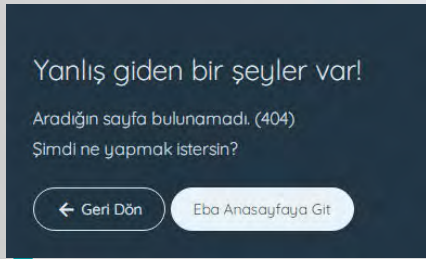 Yanlış giden bir şeyler var!
Aradığın sayfa bulunamadı. (404)
Şimdi ne yapmak istersin?
← Geri Dön Eba Anasayfaya Git